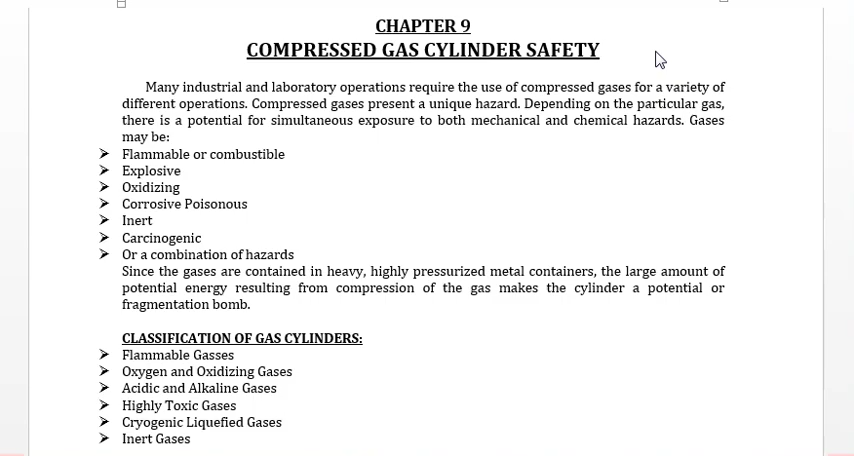 CHAPTER 9
COMPRESSED GAS CYLINDER SAFETY
Many industrial and laboratory operations require the use of compressed gases for a variety of
different operations. Compressed gases present a unique hazard. Depending on the particular gas,
there is a potential for simultaneous exposure to both mechanical and chemical hazards. Gases
may be:
➤ Flammable or combustible
➤ Explosive
➤ Oxidizing
➤ Corrosive Poisonous
➤ Inert
➤ Carcinogenic
➤ Or a combination of hazards
Since the gases are contained in heavy, highly pressurized metal containers, the large amount of
potential energy resulting from compression of the gas makes the cylinder a potential or
fragmentation bomb.
CLASSIFICATION OF GAS CYLINDERS:
➤ Flammable Gasses
➤ Oxygen and Oxidizing Gases
➤ Acidic and Alkaline Gases
➤ Highly Toxic Gases
➤ Cryogenic Liquefied Gases
➤ Inert Gases